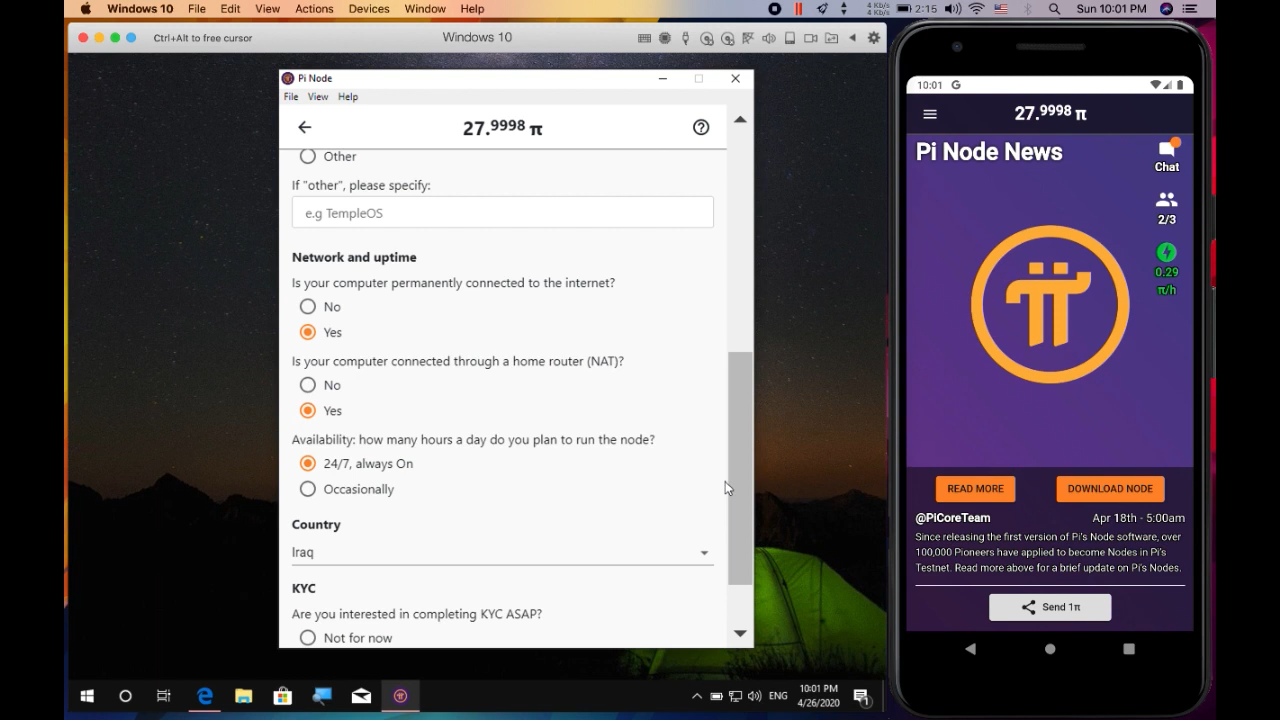 Windows 10 File Edit View Actions Devices Window Help
4 Kb/s
4 Kb/s
2:15
Sun 10:01 PM
Ctrl+Alt to free cursor
Windows 10
Pi Node
File View Help
27.9998 π
Other
If "other", please specify:
e.g TempleOS
Network and uptime
Is your computer permanently connected to the internet?
No
Yes
Is your computer connected through a home router (NAT)?
No
Yes
Availability: how many hours a day do you plan to run the node?
24/7, always On
Occasionally
Country
Iraq
KYC
Are you interested in completing KYC ASAP?
Not for now
ENG
10:01 PM
4/26/2020
1
10:01 G
27.9998 π
Pi Node News
Chat
2/3
0.29
π/h
READ MORE
DOWNLOAD NODE
@PiCoreTeam
Apr 18th - 5:00am
Since releasing the first version of Pi's Node software, over
100,000 Pioneers have applied to become Nodes in Pi's
Testnet. Read more above for a brief update on Pi's Nodes.
Send 1π